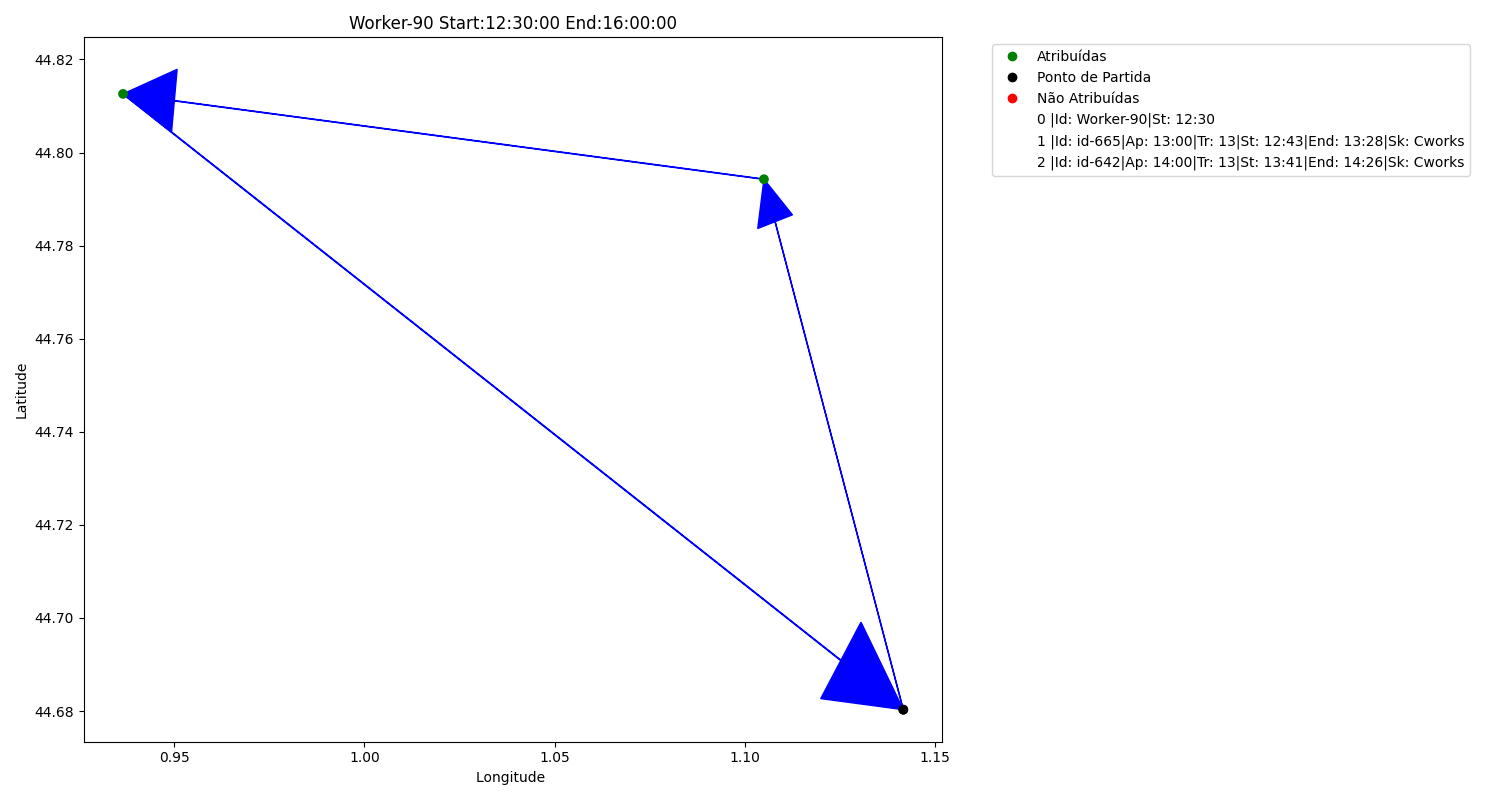 Worker-90 Start:12:30:00 End:16:00:00
44.82
44.80
44.78
44.76
44.74
44.72
44.70
44.68
Latitude
0.95
1.00
1.05
1.10
1.15
Longitude
Atribuídas
Ponto de Partida
Não Atribuídas
0 |Id: Worker-90|St: 12:30
1 |Id: id-665|Ap: 13:00|Tr: 13|St: 12:43|End: 13:28|Sk: Cworks
2 |Id: id-642|Ap: 14:00|Tr: 13|St: 13:41|End: 14:26|Sk: Cworks